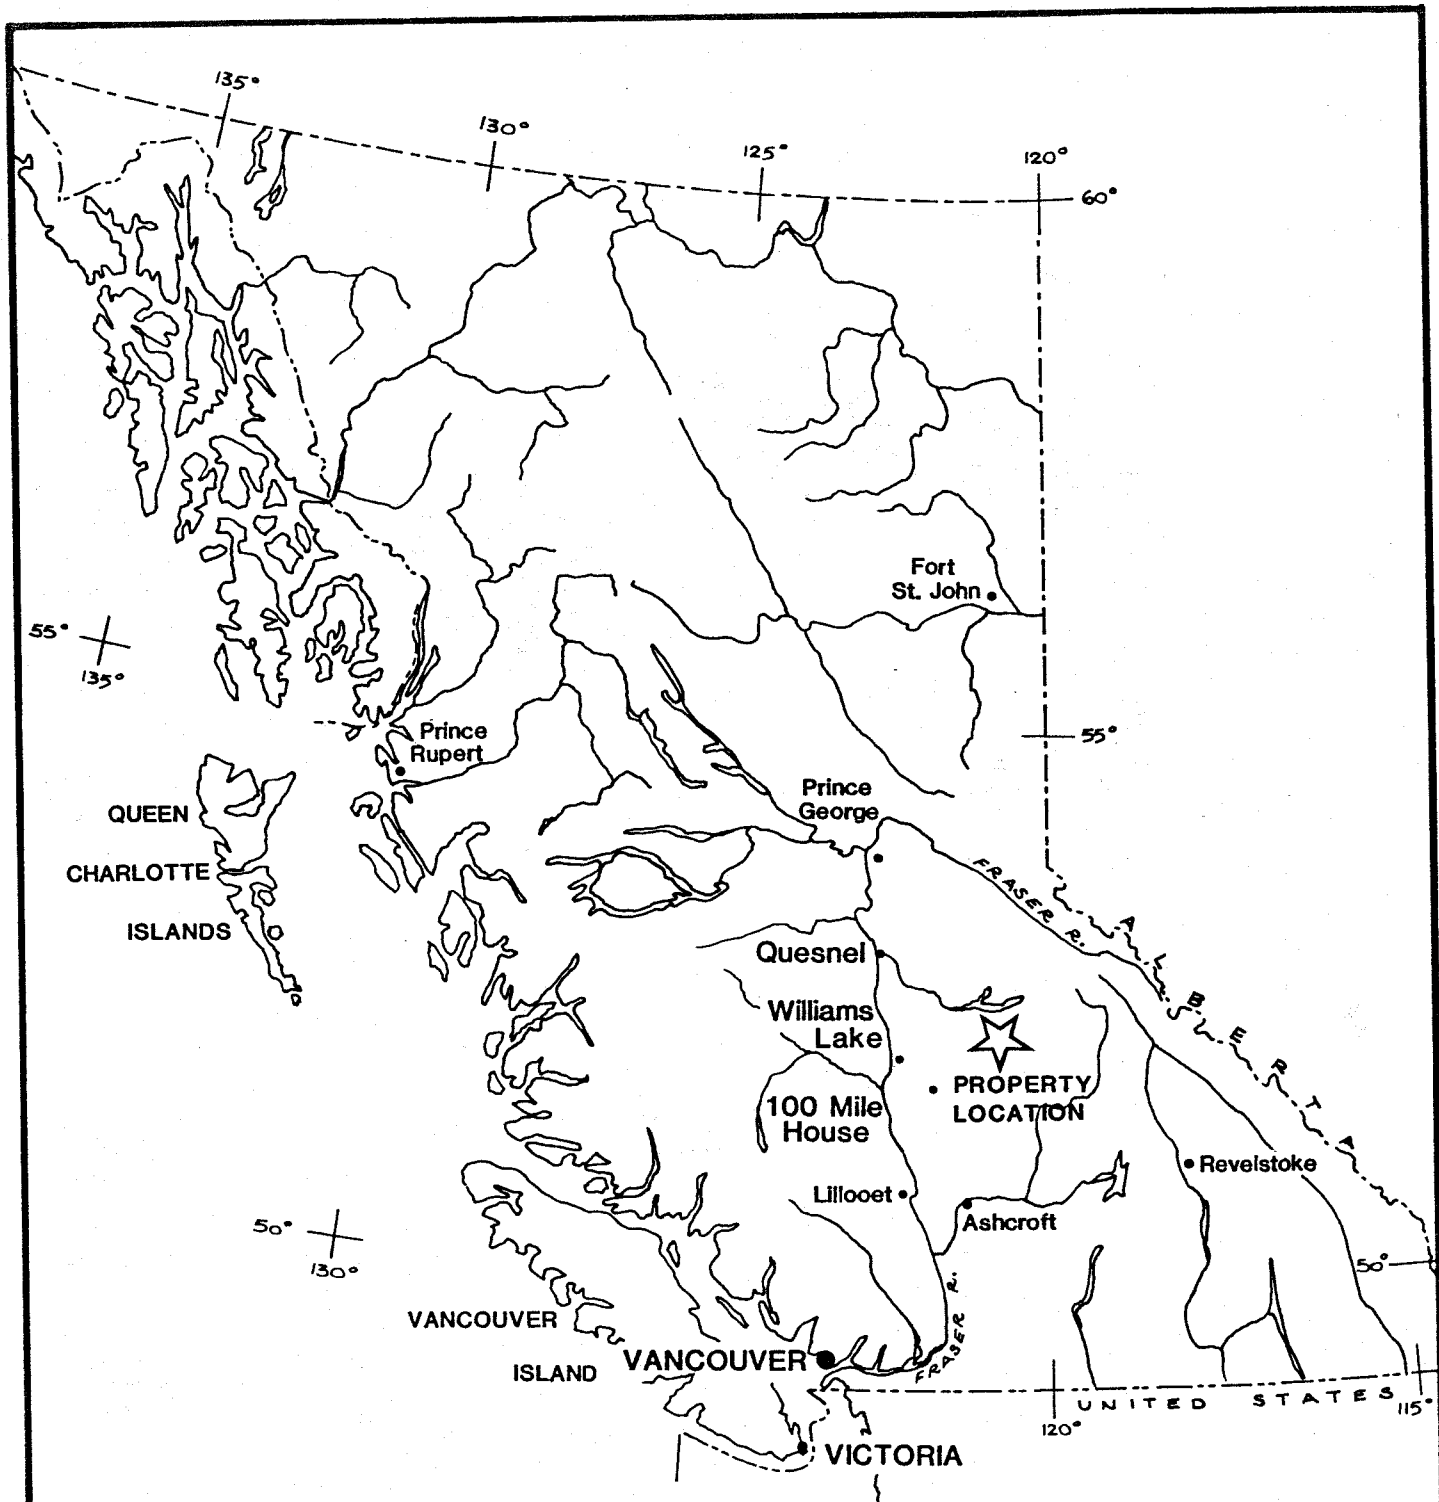 135°
130°
125°
120°
60°
Fort
St. John
55°
135°
Prince
Rupert
55°
Prince
George
QUEEN
CHARLOTTE
ISLANDS
FRASER R.
ALBERTA
Quesnel
Williams
Lake
PROPERTY
LOCATION
100 Mile
House
Revelstoke
Lillooet
Ashcroft
50°
130°
50°
VANCOUVER
ISLAND
VANCOUVER
FRASER R.
UNITED STATES
120°
115°
VICTORIA